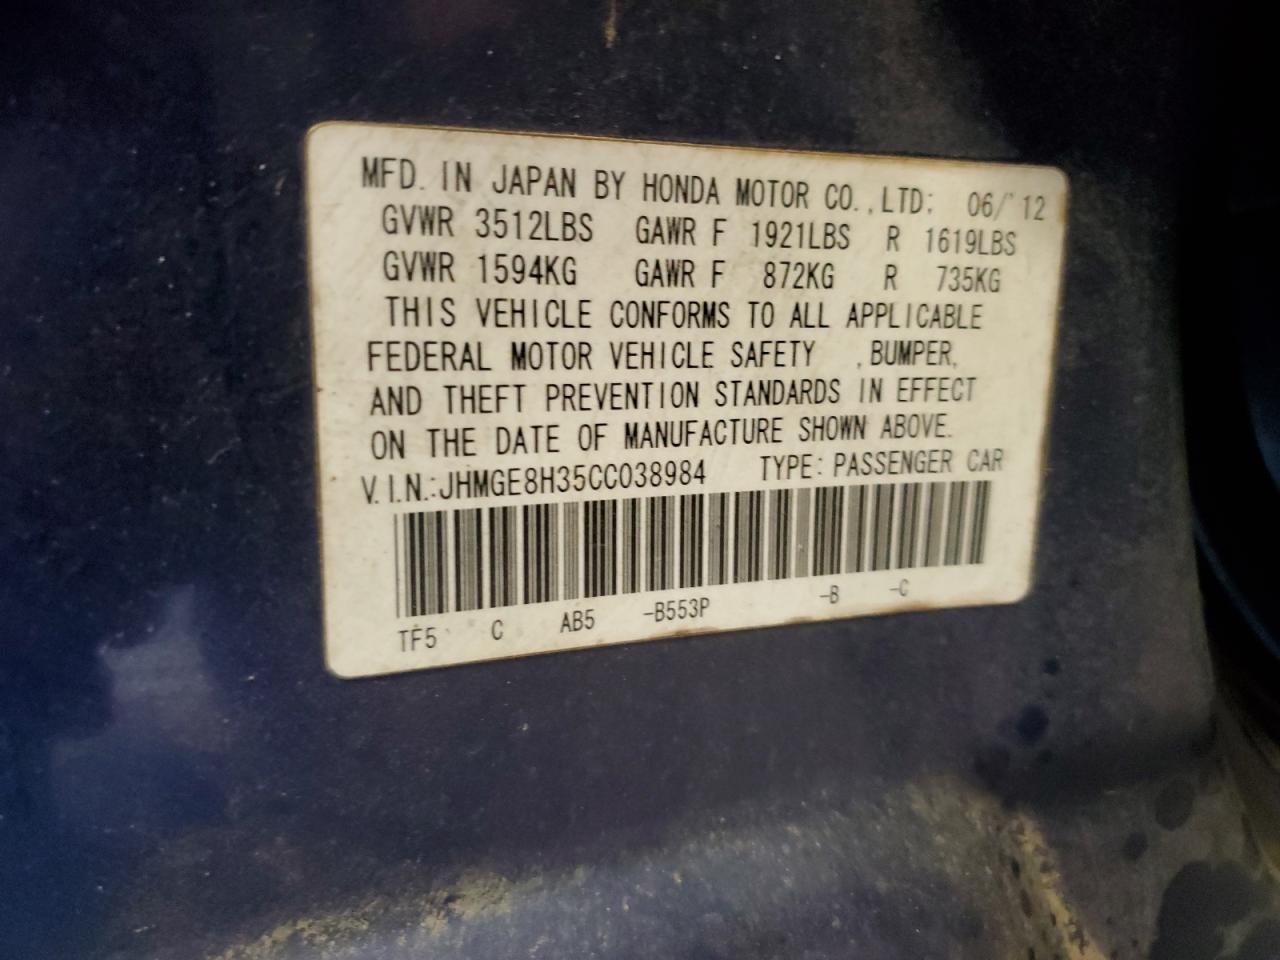 MFD. IN JAPAN BY HONDA MOTOR CO.,LTD. 06/'12
GVWR 3512LBS GAWR F 1921LBS R 1619LBS
GVWR 1594KG GAWR F 872KG R 735KG
THIS VEHICLE CONFORMS TO ALL APPLICABLE
FEDERAL MOTOR VEHICLE SAFETY ,BUMPER,
AND THEFT PREVENTION STANDARDS IN EFFECT
ON THE DATE OF MANUFACTURE SHOWN ABOVE.
V.I.N.:JHMGE8H35CC038984 TYPE: PASSENGER CAR
TF5 C AB5 -B553P -B -C